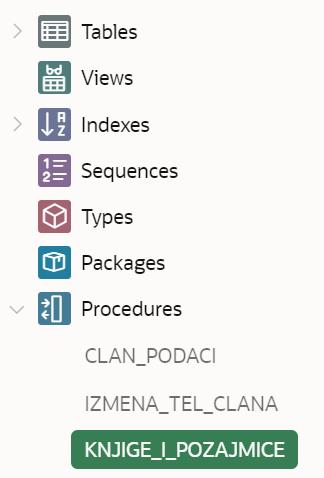 Tables
Views
Indexes
Sequences
Types
Packages
Procedures
CLAN_PODACI
IZMENA_TEL_CLANA
KNJIGE_I_POZAJMICE